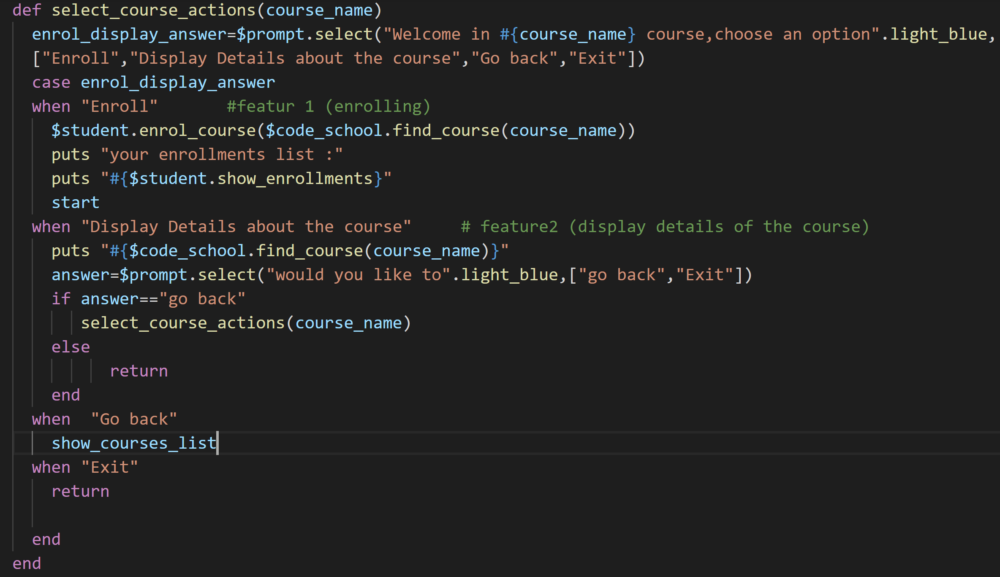 def select_course_actions(course_name)
  enrol_display_answer=$prompt.select("Welcome in #{course_name} course,choose an option".light_blue,
  ["Enroll","Display Details about the course","Go back","Exit"])
  case enrol_display_answer
  when "Enroll"       #featur 1 (enrolling)
    $student.enrol_course($code_school.find_course(course_name))
    puts "your enrollments list :"
    puts "#{$student.show_enrollments}"
    start
  when "Display Details about the course"     # feature2 (display details of the course)
    puts "#{$code_school.find_course(course_name)}"
    answer=$prompt.select("would you like to".light_blue,["go back","Exit"])
    if answer=="go back"
       select_course_actions(course_name)
    else
          return
    end
  when  "Go back"
    show_courses_list
  when "Exit"
    return
  end
end